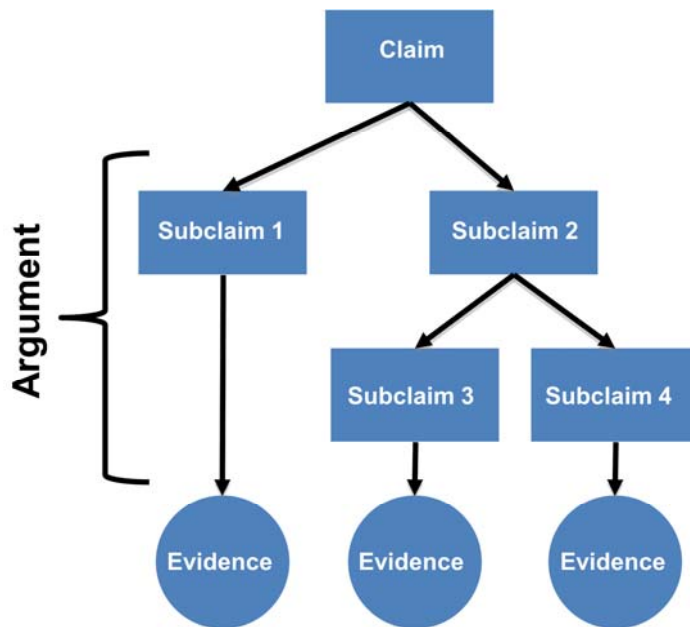 Claim
Subclaim 1
Subclaim 2
Argument
Subclaim 3
Subclaim 4
Evidence
Evidence
Evidence